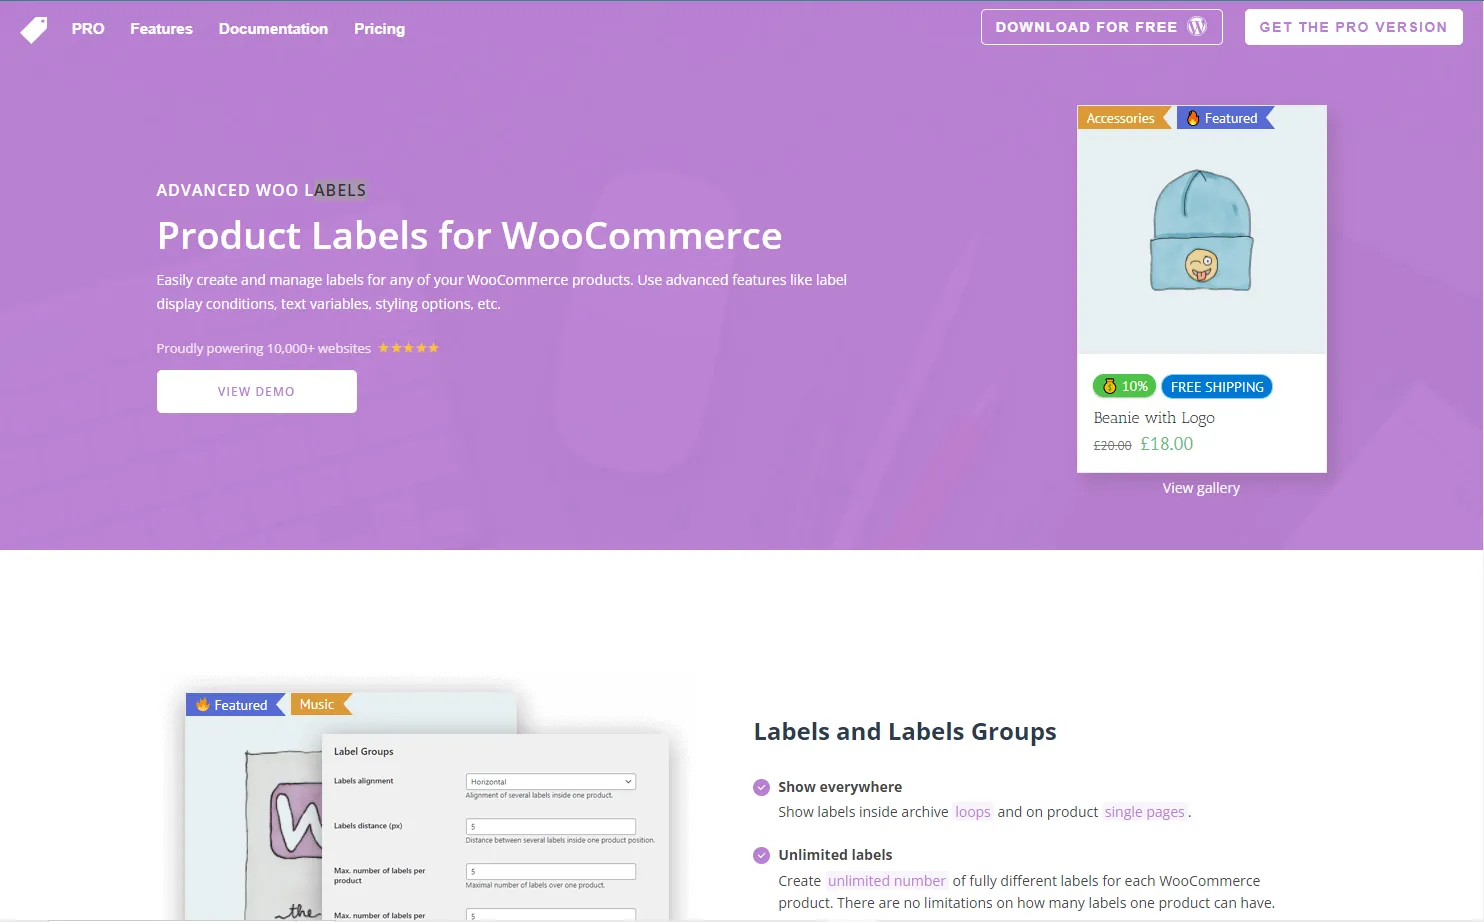 PRO Features Documentation Pricing
DOWNLOAD FOR FREE
GET THE PRO VERSION
ADVANCED WOO LABELS
Product Labels for WooCommerce
Easily create and manage labels for any of your WooCommerce products. Use advanced features like label
display conditions, text variables, styling options, etc.
Proudly powering 10,000+ websites ★★★★★
VIEW DEMO
Accessories
Featured
10%
FREE SHIPPING
Beanie with Logo
£20.00 £18.00
View gallery
Featured
Music
the
Label Groups
Labels alignment
Horizontal
Alignment of several labels inside one product.
Labels distance (px)
5
Distance between several labels inside one product position.
Max. number of labels per
product
5
Maximal number of labels over one product.
Max. number of labels per
5
Labels and Labels Groups
Show everywhere
Show labels inside archive loops and on product single pages.
Unlimited labels
Create unlimited number of fully different labels for each WooCommerce
product. There are no limitations on how many labels one product can have.